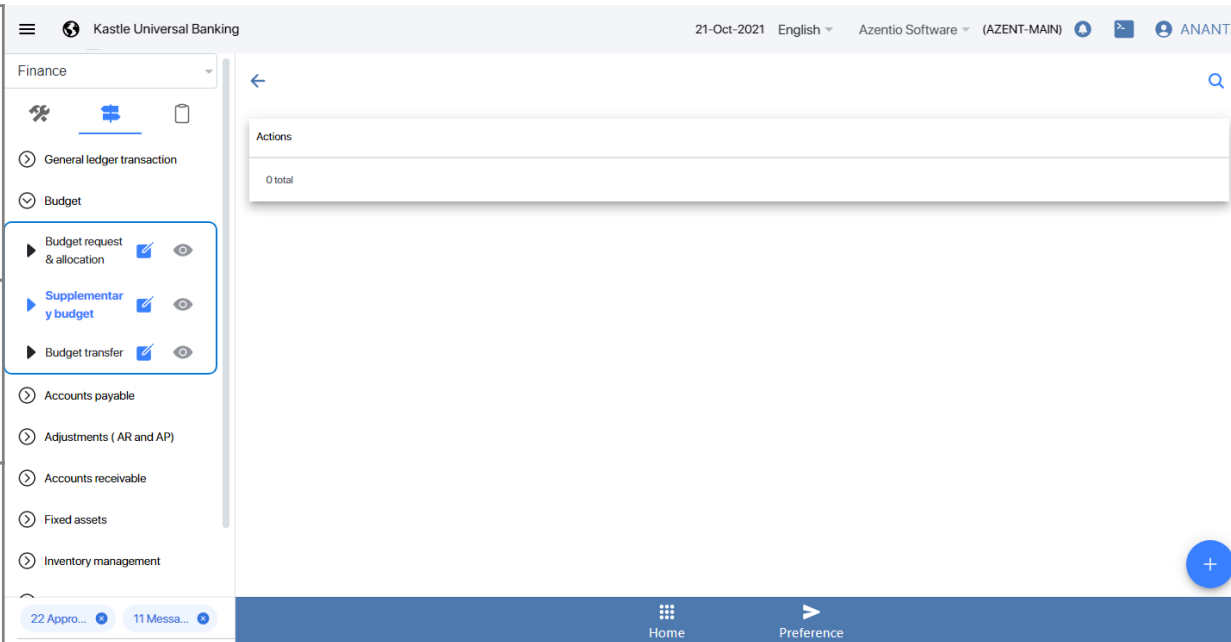 Kastle Universal Banking
21-Oct-2021 English Azentio Software (AZENT-MAIN) ANANT
Finance
Actions
0 total
General ledger transaction
Budget
Budget request
& allocation
Supplementar
y budget
Budget transfer
Accounts payable
Adjustments ( AR and AP)
Accounts receivable
Fixed assets
Inventory management
22 Appro... 11 Messa...
Home Preference